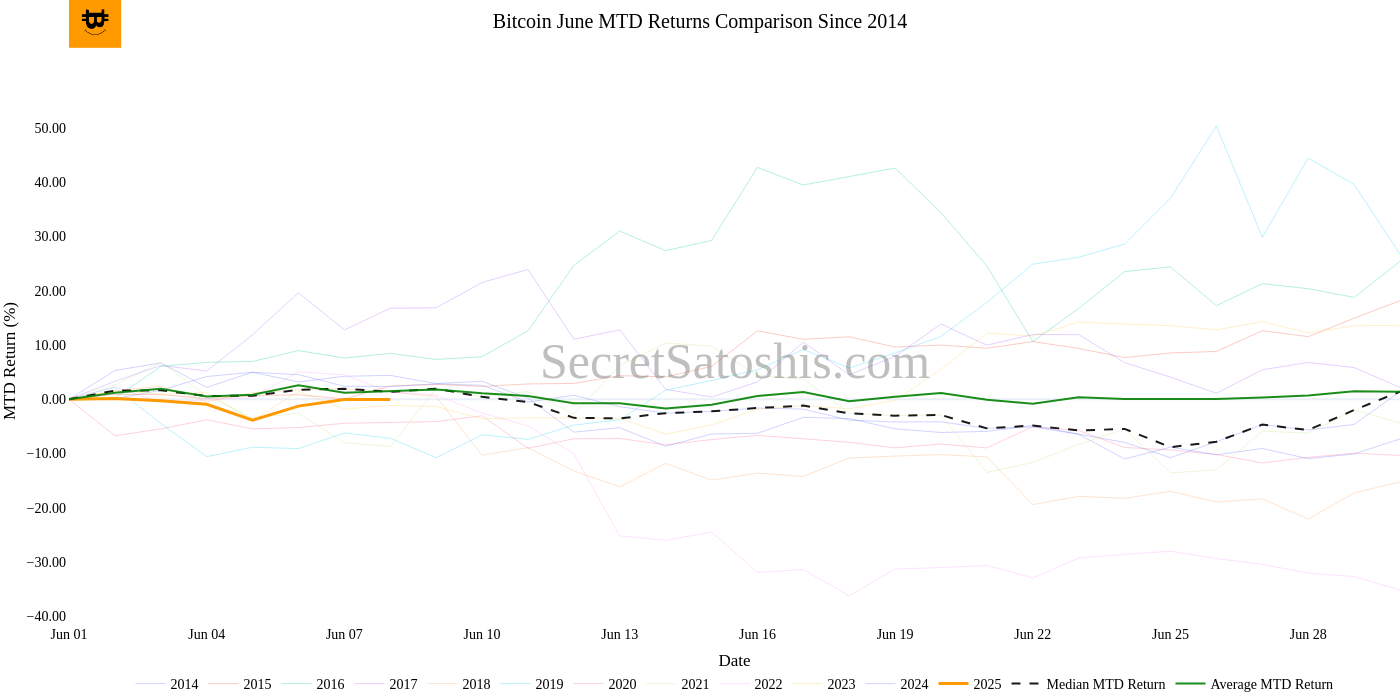 Bitcoin June MTD Returns Comparison Since 2014
MTD Return (%)
50.00
40.00
30.00
20.00
10.00
0.00
−10.00
−20.00
−30.00
−40.00
SecretSatoshis.com
Jun 01 Jun 04 Jun 07 Jun 10 Jun 13 Jun 16 Jun 19 Jun 22 Jun 25 Jun 28
Date
2014 2015 2016 2017 2018 2019 2020 2021 2022 2023 2024 2025 Median MTD Return Average MTD Return